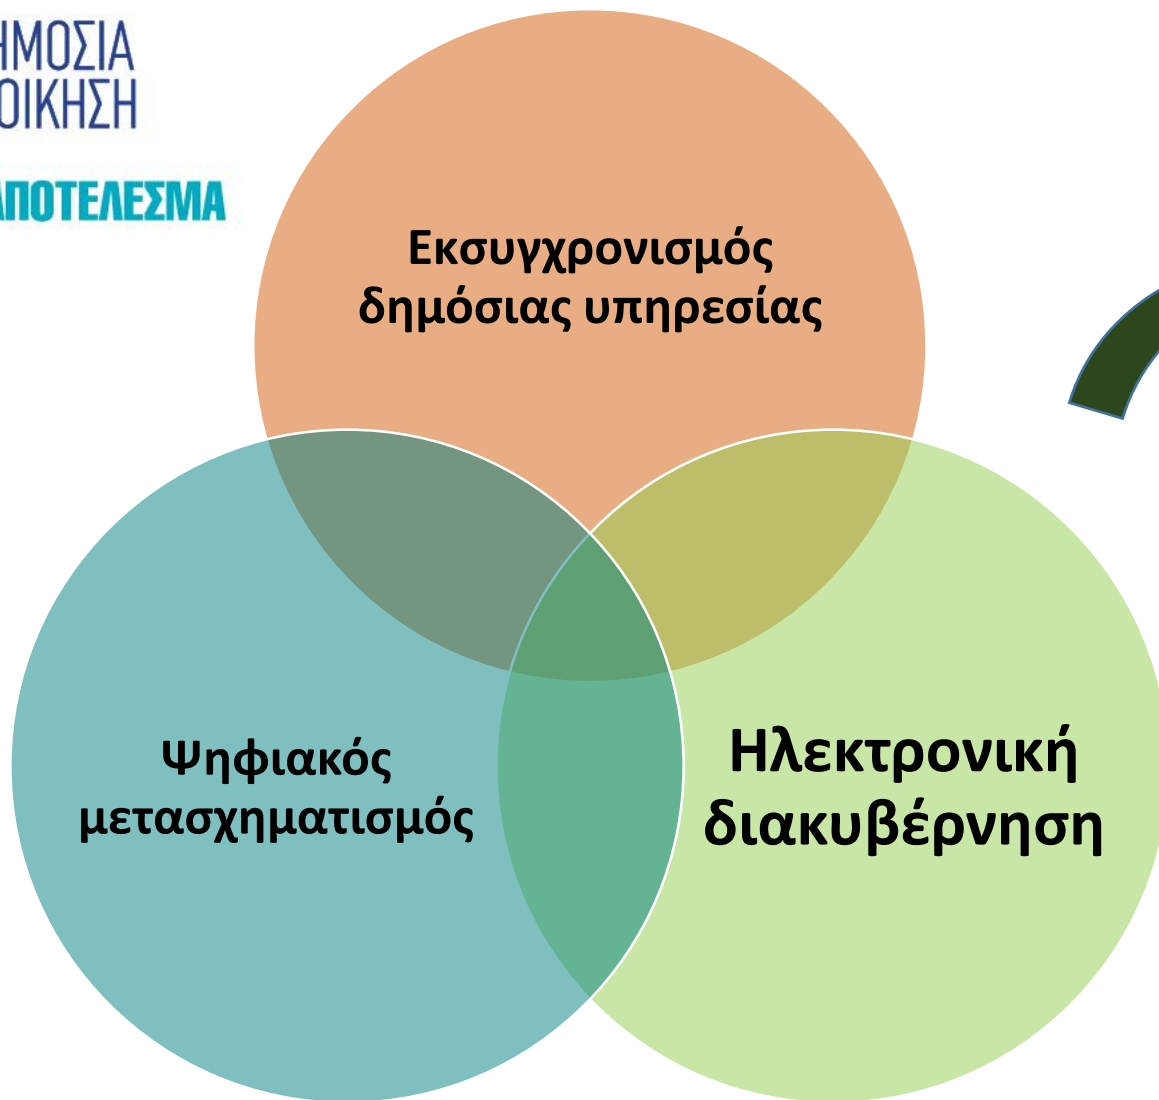 ΗΜΟΣΙΑ
ΟΙΚΗΣΗ
ΑΠΟΤΕΛΕΣΜΑ
Εκσυγχρονισμός
δημόσιας υπηρεσίας
Ψηφιακός
μετασχηματισμός
Ηλεκτρονική
διακυβέρνηση